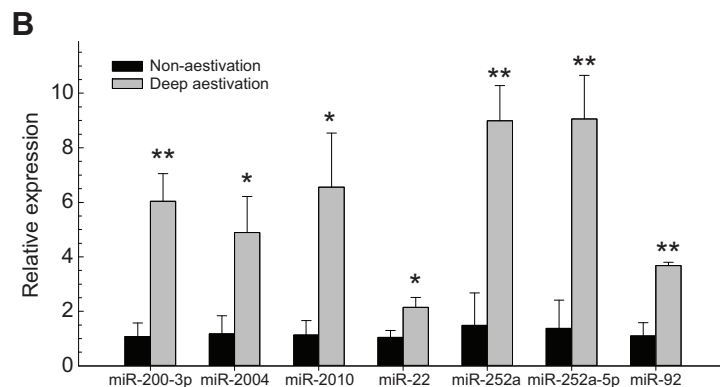 B
Non-aestivation
Deep aestivation
Relative expression
10
8
6
4
2
0
** * * * ** ** **
miR-200-3p miR-2004 miR-2010 miR-22 miR-252a miR-252a-5p miR-92